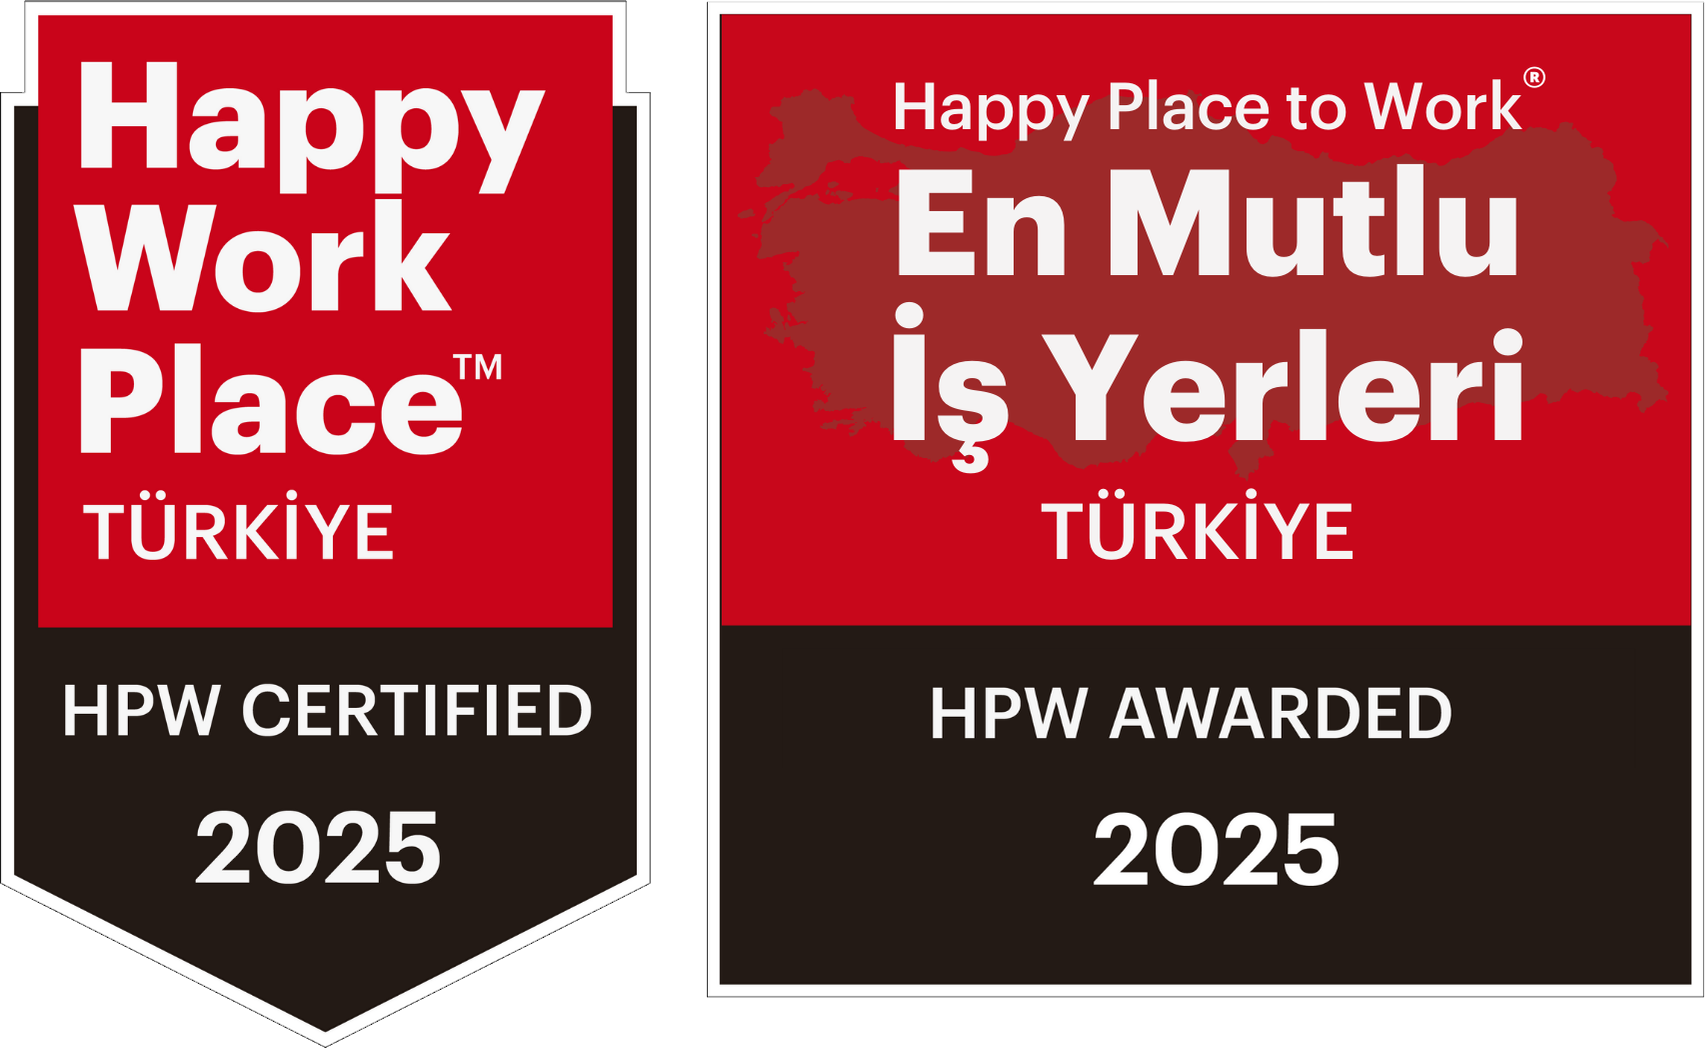 Happy
Work
Place™
TÜRKİYE
HPW CERTIFIED
2025
Happy Place to Work®
En Mutlu
İş Yerleri
TÜRKİYE
HPW AWARDED
2025